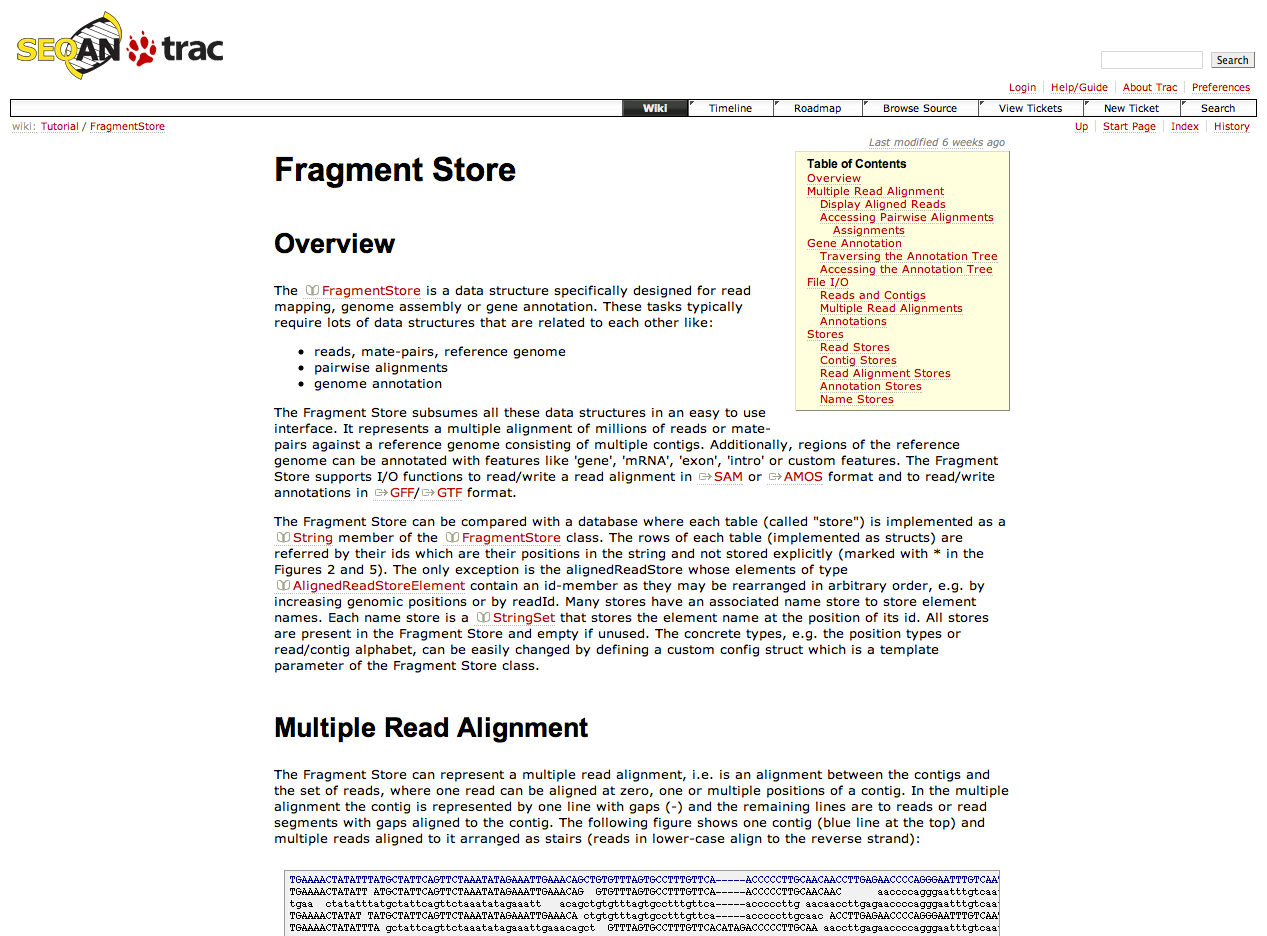 SEQAN trac
Search
Login Help/Guide About Trac Preferences
Wiki Timeline Roadmap Browse Source View Tickets New Ticket Search
wiki: Tutorial / FragmentStore
Up Start Page Index History
Last modified 6 weeks ago
Table of Contents
Overview
Multiple Read Alignment
Display Aligned Reads
Accessing Pairwise Alignments
Assignments
Gene Annotation
Traversing the Annotation Tree
Accessing the Annotation Tree
File I/O
Reads and Contigs
Multiple Read Alignments
Annotations
Stores
Read Stores
Contig Stores
Read Alignment Stores
Annotation Stores
Name Stores
Fragment Store
Overview
The FragmentStore is a data structure specifically designed for read
mapping, genome assembly or gene annotation. These tasks typically
require lots of data structures that are related to each other like:
• reads, mate-pairs, reference genome
• pairwise alignments
• genome annotation
The Fragment Store subsumes all these data structures in an easy to use
interface. It represents a multiple alignment of millions of reads or mate-
pairs against a reference genome consisting of multiple contigs. Additionally, regions of the reference
genome can be annotated with features like 'gene', 'mRNA', 'exon', 'intro' or custom features. The Fragment
Store supports I/O functions to read/write a read alignment in SAM or AMOS format and to read/write
annotations in GFF/ GTF format.
The Fragment Store can be compared with a database where each table (called "store") is implemented as a
String member of the FragmentStore class. The rows of each table (implemented as structs) are
referred by their ids which are their positions in the string and not stored explicitly (marked with * in the
Figures 2 and 5). The only exception is the alignedReadStore whose elements of type
AlignedReadStoreElement contain an id-member as they may be rearranged in arbitrary order, e.g. by
increasing genomic positions or by readId. Many stores have an associated name store to store element
names. Each name store is a StringSet that stores the element name at the position of its id. All stores
are present in the Fragment Store and empty if unused. The concrete types, e.g. the position types or
read/contig alphabet, can be easily changed by defining a custom config struct which is a template
parameter of the Fragment Store class.
Multiple Read Alignment
The Fragment Store can represent a multiple read alignment, i.e. is an alignment between the contigs and
the set of reads, where one read can be aligned at zero, one or multiple positions of a contig. In the multiple
alignment the contig is represented by one line with gaps (-) and the remaining lines are to reads or read
segments with gaps aligned to the contig. The following figure shows one contig (blue line at the top) and
multiple reads aligned to it arranged as stairs (reads in lower-case align to the reverse strand):
TGAAAACTATATTTATGCTATTCAGTTCTAAATATAGAAATTGAAACAGCTGTGTTTAGTGCCTTTGTTCA-----ACCCCCTTGCAACAACCTTGAGAACCCCAGGGAATTTGTCAAT
TGAAAACTATATT ATGCTATTCAGTTCTAAATATAGAAATTGAAACAG GTGTTTAGTGCCTTTGTTCA-----ACCCCCTTGCAACAAC aaccccagggaatttgtcaat
tgaa ctatatttatgctattcagttctaaatatagaaatt acagctgtgtttagtgcctttgttca-----acccccttg aacaaccttgagaaccccagggaatttgtcaat
TGAAAACTATAT TATGCTATTCAGTTCTAAATATAGAAATTGAAACA ctgtgtttagtgcctttgttca-----acccccttgcaac ACCTTGAGAACCCCAGGGAATTTGTCAAT
TGAAAACTATATTTA gctattcagttctaaatatagaaattgaaacagct GTTTAGTGCCTTTGTTCACATAGACCCCCTTGCAA aaccttgagaaccccagggaatttgtcaat